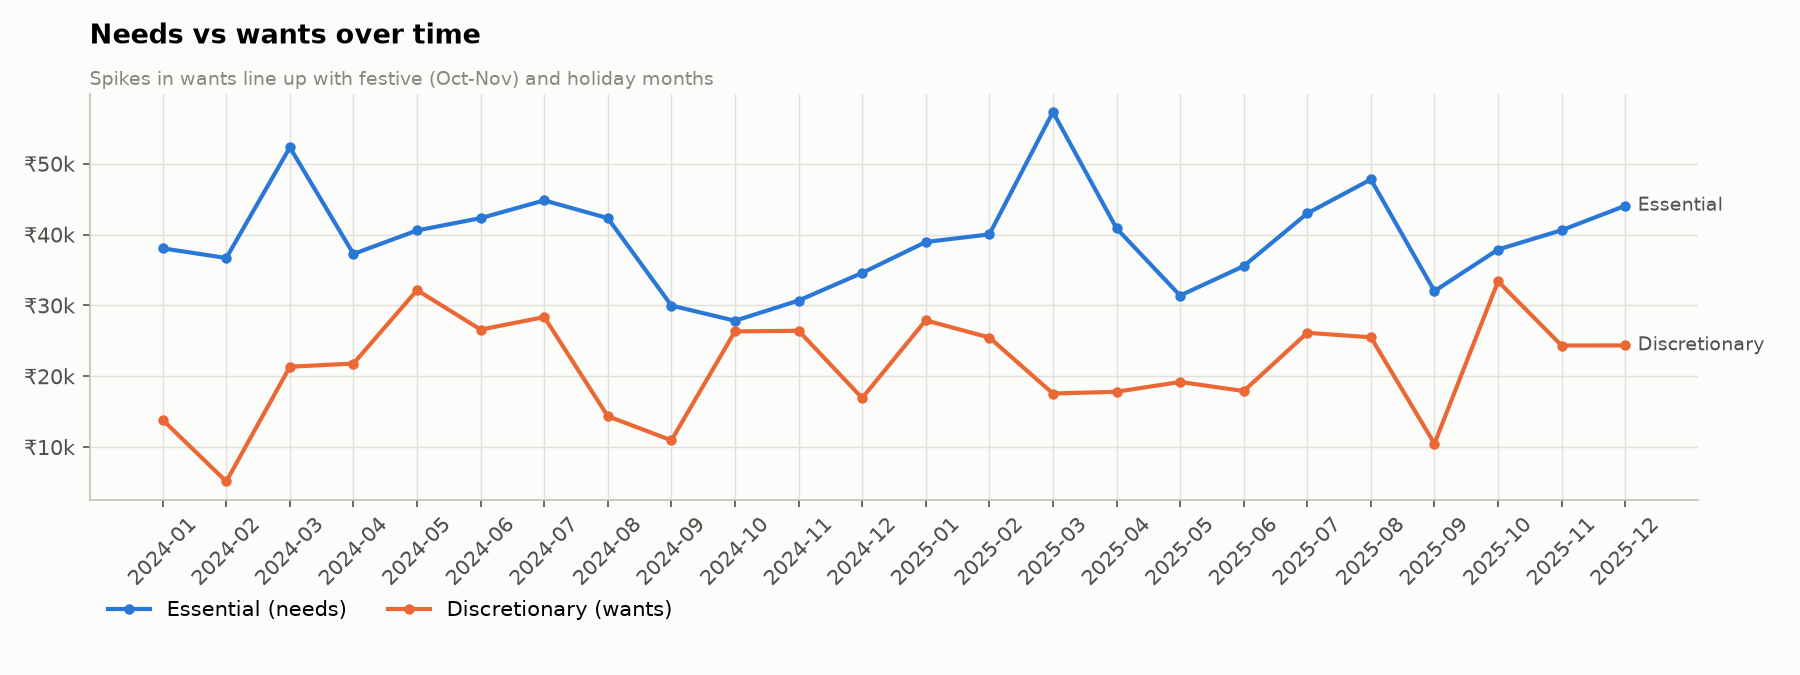 Needs vs wants over time
Spikes in wants line up with festive (Oct-Nov) and holiday months
₹50k
₹40k
₹30k
₹20k
₹10k
Essential
Discretionary
2024-01
2024-02
2024-03
2024-04
2024-05
2024-06
2024-07
2024-08
2024-09
2024-10
2024-11
2024-12
2025-01
2025-02
2025-03
2025-04
2025-05
2025-06
2025-07
2025-08
2025-09
2025-10
2025-11
2025-12
Essential (needs)
Discretionary (wants)